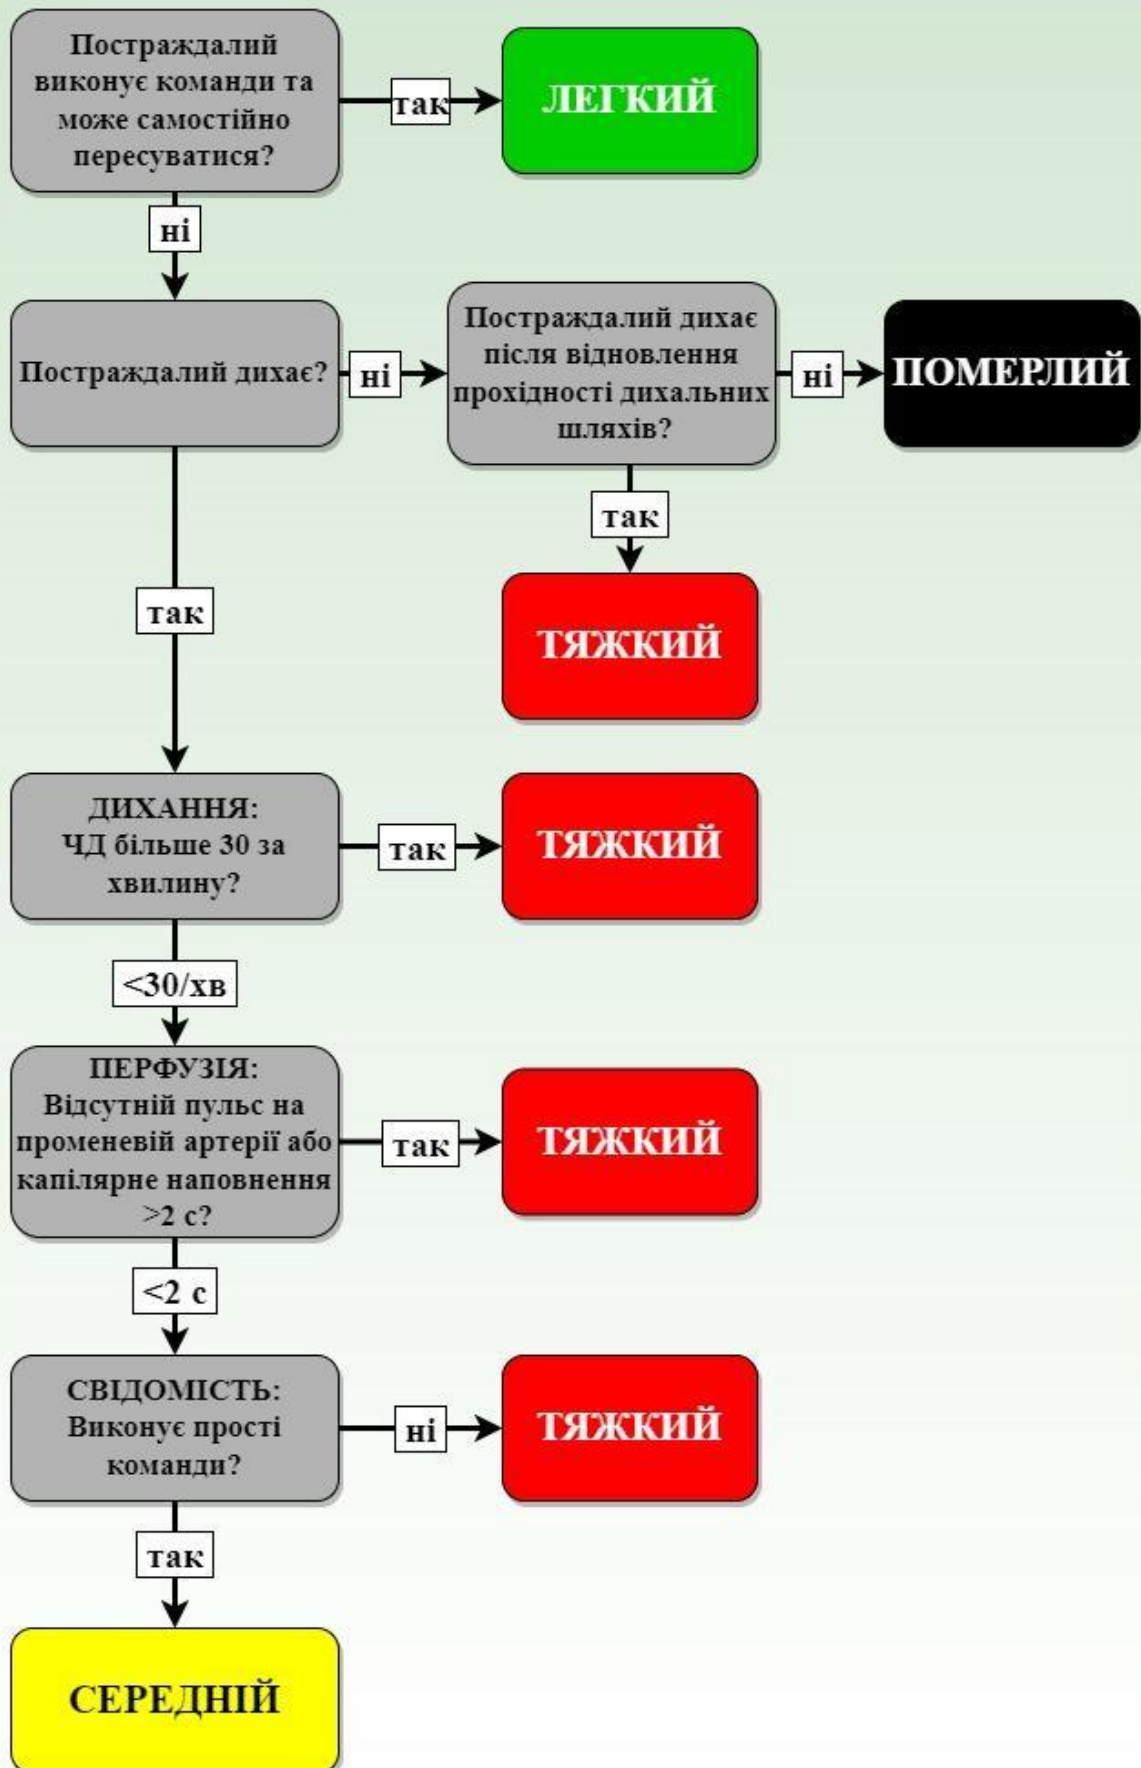 Постраждалий
виконує команди та
може самостійно
пересуватися?
так
ЛЕГКИЙ
ні
Постраждалий дихає?
ні
Постраждалий дихає
після відновлення
прохідності дихальних
шляхів?
ні
ПОМЕРЛИЙ
так
ТЯЖКИЙ
так
ДИХАННЯ:
ЧД більше 30 за
хвилину?
так
ТЯЖКИЙ
<30/хв
ПЕРФУЗІЯ:
Відсутній пульс на
променевій артерії або
капілярне наповнення
>2 с?
так
ТЯЖКИЙ
<2 с
СВІДОМІСТЬ:
Виконує прості
команди?
ні
ТЯЖКИЙ
так
СЕРЕДНІЙ